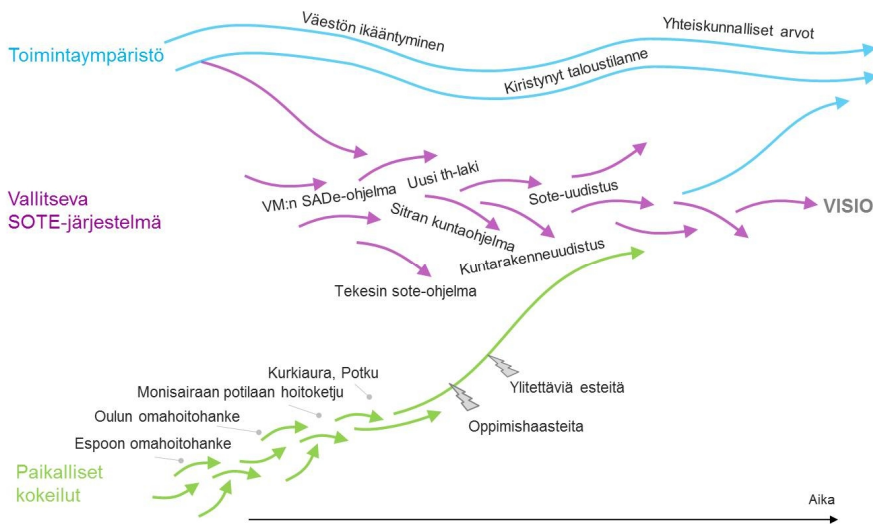 Väestön ikääntyminen
Yhteiskunnalliset arvot
Toimintaympäristö
Kiristynyt taloustilanne
Uusi th-laki
VM:n SADe-ohjelma
Sote-uudistus
Vallitseva
SOTE-järjestelmä
VISIO
Sitran kuntaohjelma
Kuntarakenneuudistus
Tekesin sote-ohjelma
Kurkiaura, Potku
Monisairaan potilaan hoitoketju
Ylitettäviä esteitä
Oulun omahoitohanke
Oppimishaasteita
Espoon omahoitohanke
Paikalliset
kokeilut
Aika